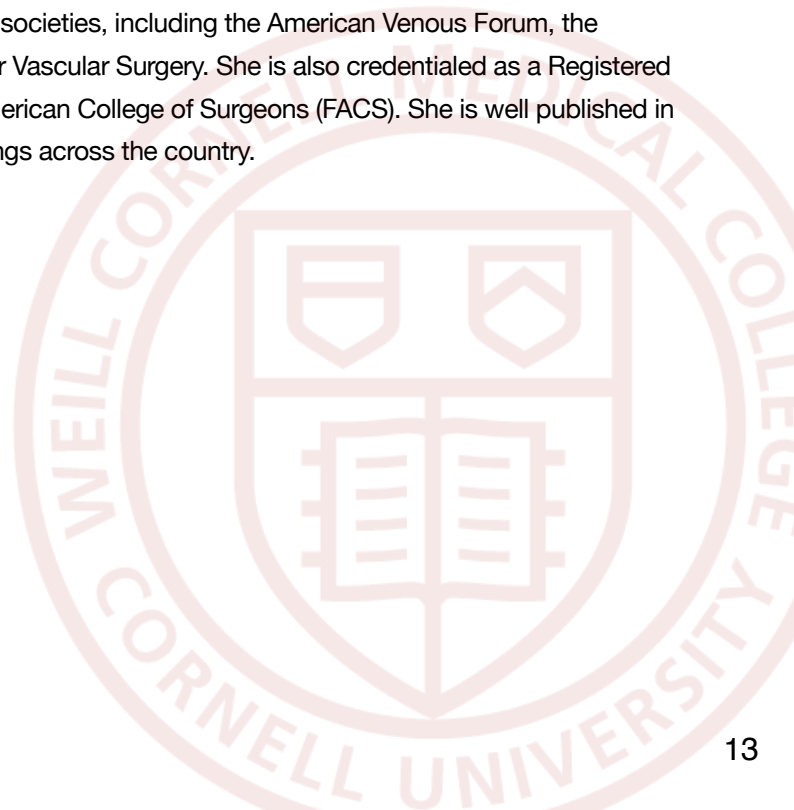 societies, including the American Venous Forum, the
r Vascular Surgery. She is also credentialed as a Registered
erican College of Surgeons (FACS). She is well published in
ngs across the country.
WEILL CORNELL MEDICAL COLLEGE
CORNELL UNIVERSITY
13